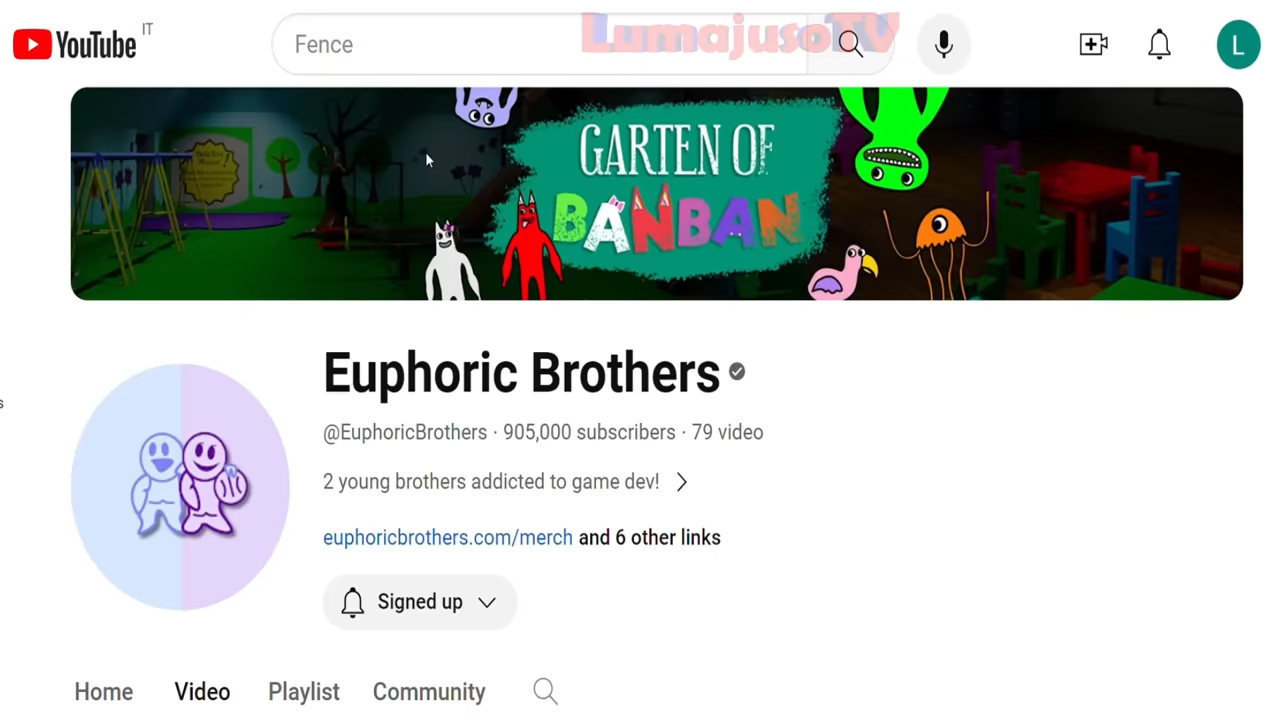 YouTube IT
Fence
LumajusoTV
GARTEN OF
BANBAN
Euphoric Brothers
@EuphoricBrothers · 905,000 subscribers · 79 video
2 young brothers addicted to game dev!
euphoricbrothers.com/merch and 6 other links
Signed up
Home Video Playlist Community
L